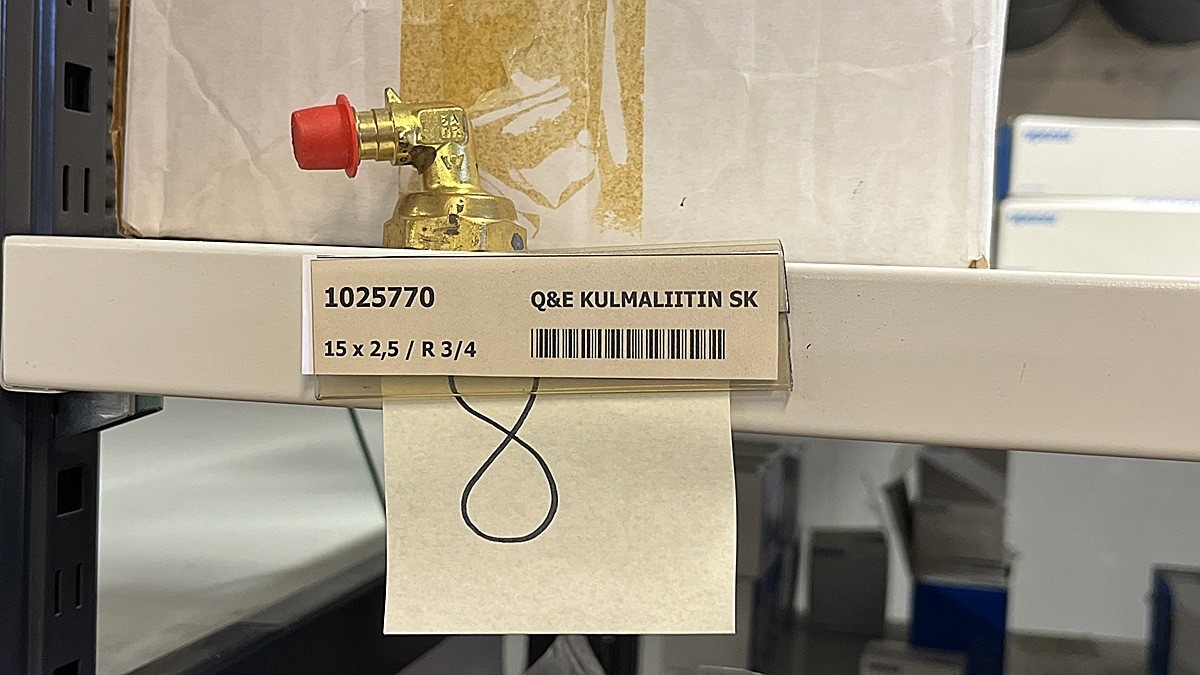 1025770
Q&E KULMALIITIN SK
15 x 2,5 / R 3/4
8